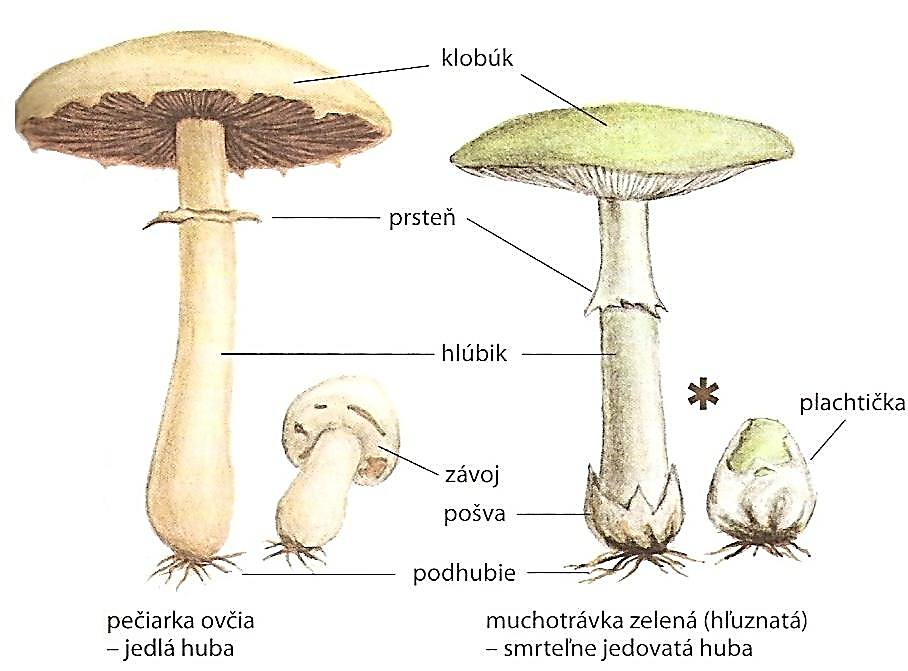 klobúk
prsteň
hlúbik
plachtička
závoj
pošva
podhubie
pečiarka ovčia
– jedlá huba
muchotrávka zelená (hľuznatá)
– smrteľne jedovatá huba